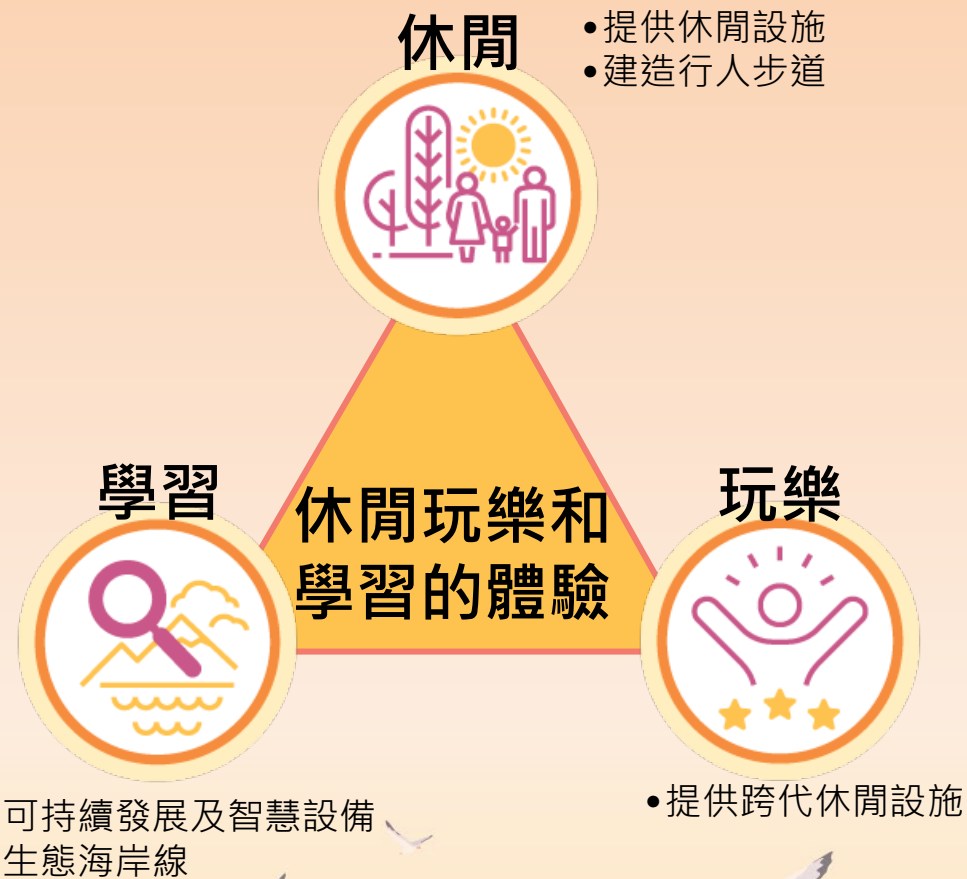 休閒
•提供休閒設施
•建造行人步道
學習
休閒玩樂和
學習的體驗
玩樂
可持續發展及智慧設備
生態海岸線
•提供跨代休閒設施